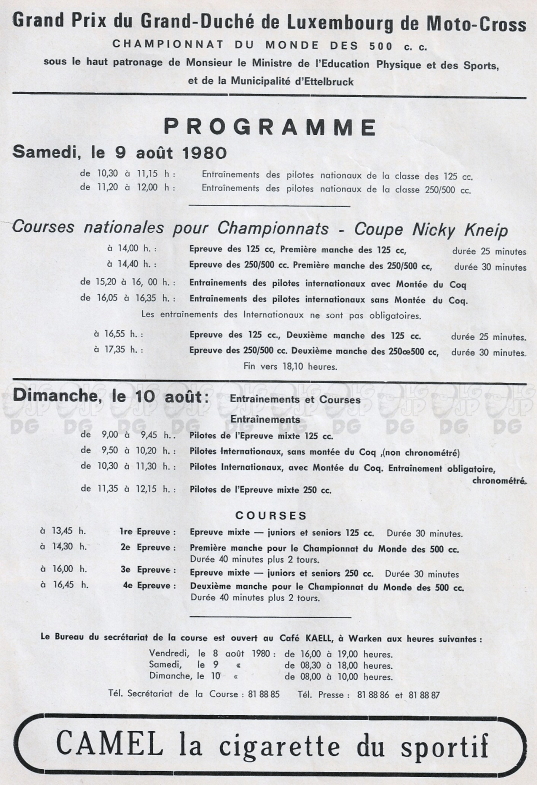 Grand Prix du Grand-Duché de Luxembourg de Moto-Cross
CHAMPIONNAT DU MONDE DES 500 c. c.
sous le haut patronage de Monsieur le Ministre de l'Education Physique et des Sports,
et de la Municipalité d'Ettelbruck
PROGRAMME
Samedi, le 9 août 1980
de 10,30 à 11,15 h : Entraînements des pilotes nationaux de la classe des 125 cc.
de 11,20 à 12,00 h : Entraînements des pilotes nationaux de la classe 250/500 cc.
Courses nationales pour Championnats - Coupe Nicky Kneip
à 14,00 h. : Epreuve des 125 cc, Première manche des 125 cc, durée 25 minutes
à 14,40 h. : Epreuve des 250/500 cc. Première manche des 250/500 cc, durée 30 minutes
de 15,20 à 16, 00 h. : Entraînements des pilotes internationaux avec Montée du Coq
de 16,05 à 16,35 h. : Entraînements des pilotes internationaux sans Montée du Coq.
Les entraînements des Internationaux ne sont pas obligatoires.
à 16,55 h. : Epreuve des 125 cc., Deuxième manche des 125 cc. durée 25 minutes.
à 17,35 h. : Epreuve des 250/500 cc. Deuxième manche des 250œ500 cc, durée 30 minutes.
Fin vers 18,10 heures.
Dimanche, le 10 août: Entraînements et Courses
Entraînements
de 9,00 à 9,45 h. . Pilotes de l'Epreuve mixte 125 cc.
de 9,50 à 10,20 h. : Pilotes Internationaux, sans montée du Coq ,(non chronométré)
de 10,30 à 11,30 h. : Pilotes Internationaux, avec Montée du Coq. Entraînement obligatoire,
chronométré.
de 11,35 à 12,15 h. : Pilotes de l'Epreuve mixte 250 cc.
COURSES
à 13,45 h. 1re Epreuve : Epreuve mixte — juniors et seniors 125 cc. Durée 30 minutes.
à 14,30 h. 2e Epreuve : Première manche pour le Championnat du Monde des 500 cc.
Durée 40 minutes plus 2 tours.
à 16,00 h. 3e Epreuve : Epreuve mixte — juniors et seniors 250 cc. Durée 30 minutes
à 16,45 h. 4e Epreuve : Deuxième manche pour le Championnat du Monde des 500 cc.
Durée 40 minutes plus 2 tours.
Le Bureau du secrétariat de la course est ouvert au Café KAELL, à Warken aux heures suivantes :
Vendredi, le 8 août 1980 : de 16,00 à 19,00 heures.
Samedi, le 9 « de 08,30 à 18,00 heures.
Dimanche, le 10 « de 08,00 à 10,00 heures.
Tél. Secrétariat de la Course : 81 88 85 Tél. Presse : 81 88 86 et 81 88 87
CAMEL la cigarette du sportif